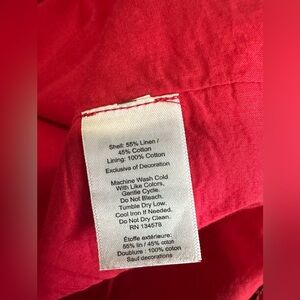 Shell: 55% Linen /
45% Cotton
Lining: 100% Cotton
Exclusive of Decoration
Machine Wash Cold
With Like Colors,
Gentle Cycle.
Do Not Bleach.
Tumble Dry Low.
Cool Iron If Needed.
Do Not Dry Clean.
RN 134578
Étoffe extérieure:
55% lin / 45% coton
Doublure : 100% coton
Sauf décorations